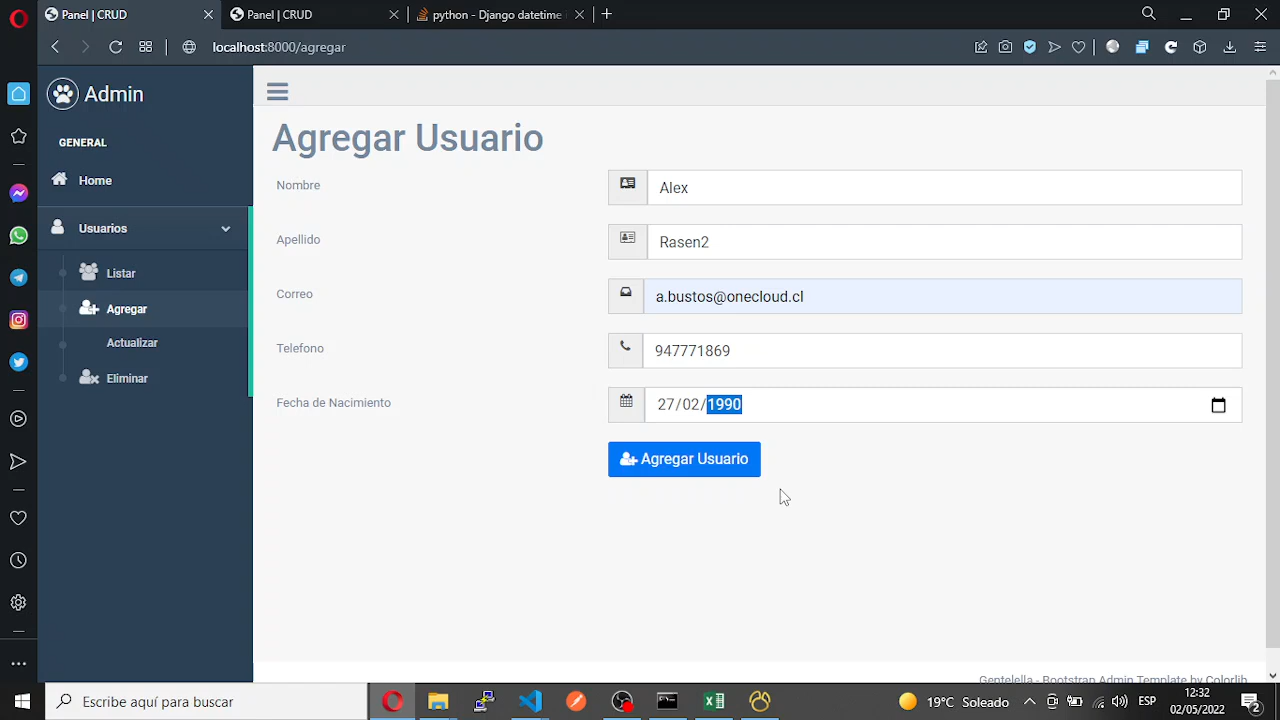 Panel | CRUD
Panel | CRUD
python - Django datetime
localhost:8000/agregar
Admin
GENERAL
Home
Usuarios
Listar
Agregar
Actualizar
Eliminar
Agregar Usuario
Nombre
Alex
Apellido
Rasen2
Correo
a.bustos@onecloud.cl
Telefono
947771869
Fecha de Nacimiento
27/02/1990
Agregar Usuario
Gentelella - Bootstrap Admin Template by Colorlib
Escribe aquí para buscar
19°C Soleado
ESP
12:32
02/05/2022
2